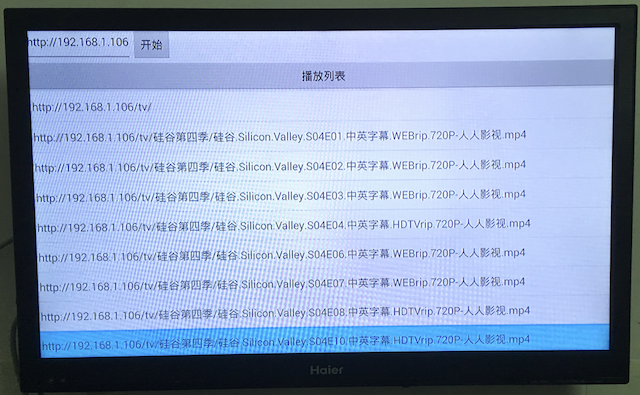 http://192.168.1.106 开始
播放列表
http://192.168.1.106/tv/
http://192.168.1.106/tv/硅谷第四季/硅谷.Silicon.Valley.S04E01.中英字幕.WEBrip.720P-人人影视.mp4
http://192.168.1.106/tv/硅谷第四季/硅谷.Silicon.Valley.S04E02.中英字幕.WEBrip.720P-人人影视.mp4
http://192.168.1.106/tv/硅谷第四季/硅谷.Silicon.Valley.S04E03.中英字幕.WEBrip.720P-人人影视.mp4
http://192.168.1.106/tv/硅谷第四季/硅谷.Silicon.Valley.S04E04.中英字幕.HDTVrip.720P-人人影视.mp4
http://192.168.1.106/tv/硅谷第四季/硅谷.Silicon.Valley.S04E06.中英字幕.WEBrip.720P-人人影视.mp4
http://192.168.1.106/tv/硅谷第四季/硅谷.Silicon.Valley.S04E07.中英字幕.WEBrip.720P-人人影视.mp4
http://192.168.1.106/tv/硅谷第四季/硅谷.Silicon.Valley.S04E08.中英字幕.HDTVrip.720P-人人影视.mp4
http://192.168.1.106/tv/硅谷第四季/硅谷.Silicon.Valley.S04E10.中英字幕.HDTVrip.720P-人人影视.mp4
Haier